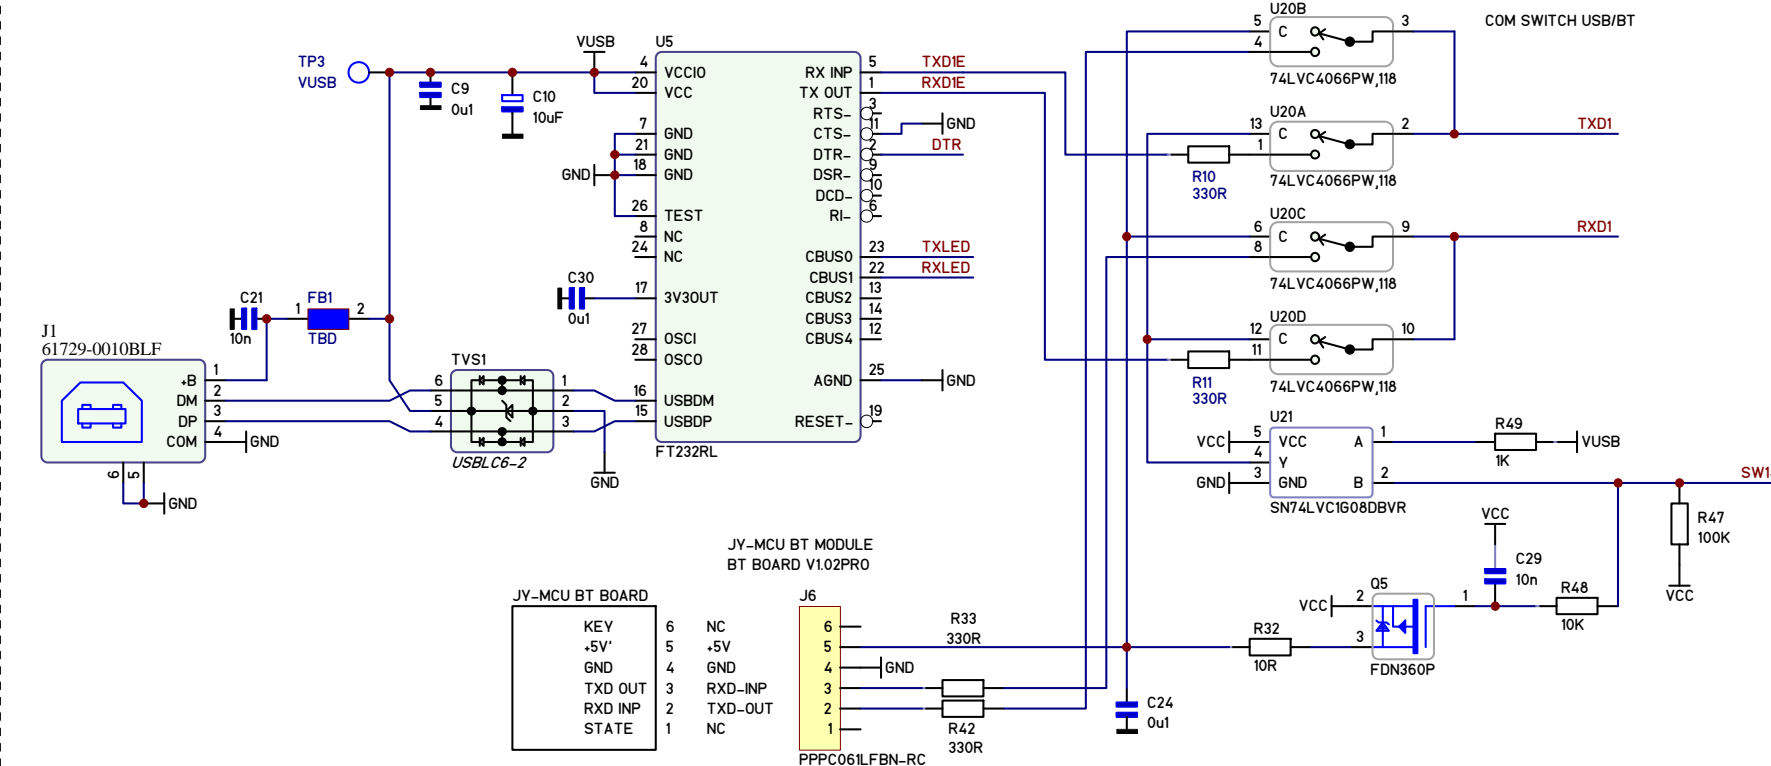 COM SWITCH USB/BT
TP3
VUSB
C9
0u1
C10
10uF
VUSB
U5
4 VCCIO
20 VCC
7 GND
21 GND
18 GND
GND
26 TEST
8 NC
24 NC
17 3V3OUT
27 OSCI
28 OSCO
16 USBDM
15 USBDP
RX INP 5 TXD1E
TX OUT 1 RXD1E
RTS- 3
CTS- 11 GND
DTR- 2 DTR
DSR- 9
DCD- 10
RI- 6
CBUS0 23 TXLED
CBUS1 22 RXLED
CBUS2 13
CBUS3 14
CBUS4 12
AGND 25 GND
RESET- 19
FT232RL
C30
0u1
C21
10n
FB1
1 2
TBD
J1
61729-0010BLF
+B 1
DM 2
DP 3
COM 4 GND
6 5
GND
TVS1
6 1
5 2
4 3
USBLC6-2
GND
U20B
5 C 3
4
74LVC4066PW,118
U20A
13 C 2 TXD1
1
74LVC4066PW,118
R10
330R
U20C
6 C 9 RXD1
8
74LVC4066PW,118
U20D
12 C 10
11
74LVC4066PW,118
R11
330R
U21
VCC 5 VCC A 1
4 Y
GND 3 GND B 2
SN74LVC1G08DBVR
R49
1K
VUSB
R47
100K
VCC
VCC
C29
10n
R48
10K
Q5
VCC 2 1
3
FDN360P
R32
10R
C24
0u1
JY-MCU BT MODULE
BT BOARD V1.02PRO
JY-MCU BT BOARD
KEY 6 NC
+5V' 5 +5V
GND 4 GND
TXD OUT 3 RXD-INP
RXD INP 2 TXD-OUT
STATE 1 NC
J6
6
5
4 GND
3
2
1
PPPC061LFBN-RC
R33
330R
R42
330R